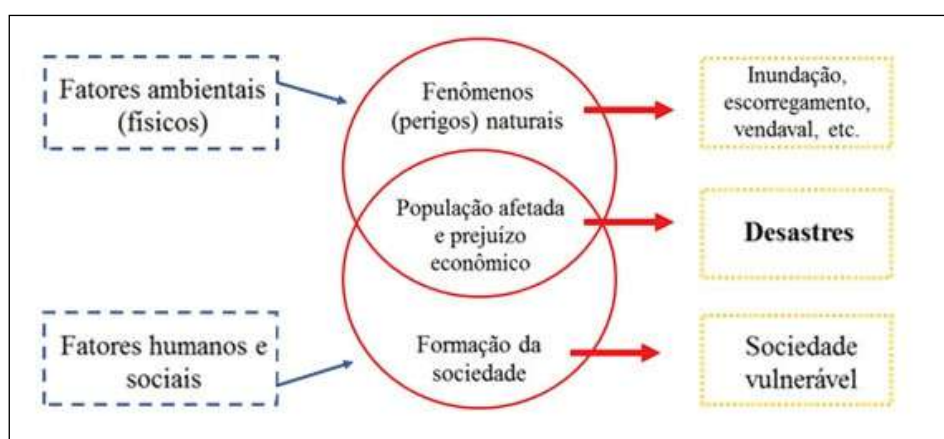 Fatores ambientais
(físicos)
Fenômenos
(perigos) naturais
Inundação,
escorregamento,
vendaval, etc.
População afetada
e prejuízo
econômico
Desastres
Fatores humanos e
sociais
Formação da
sociedade
Sociedade
vulnerável